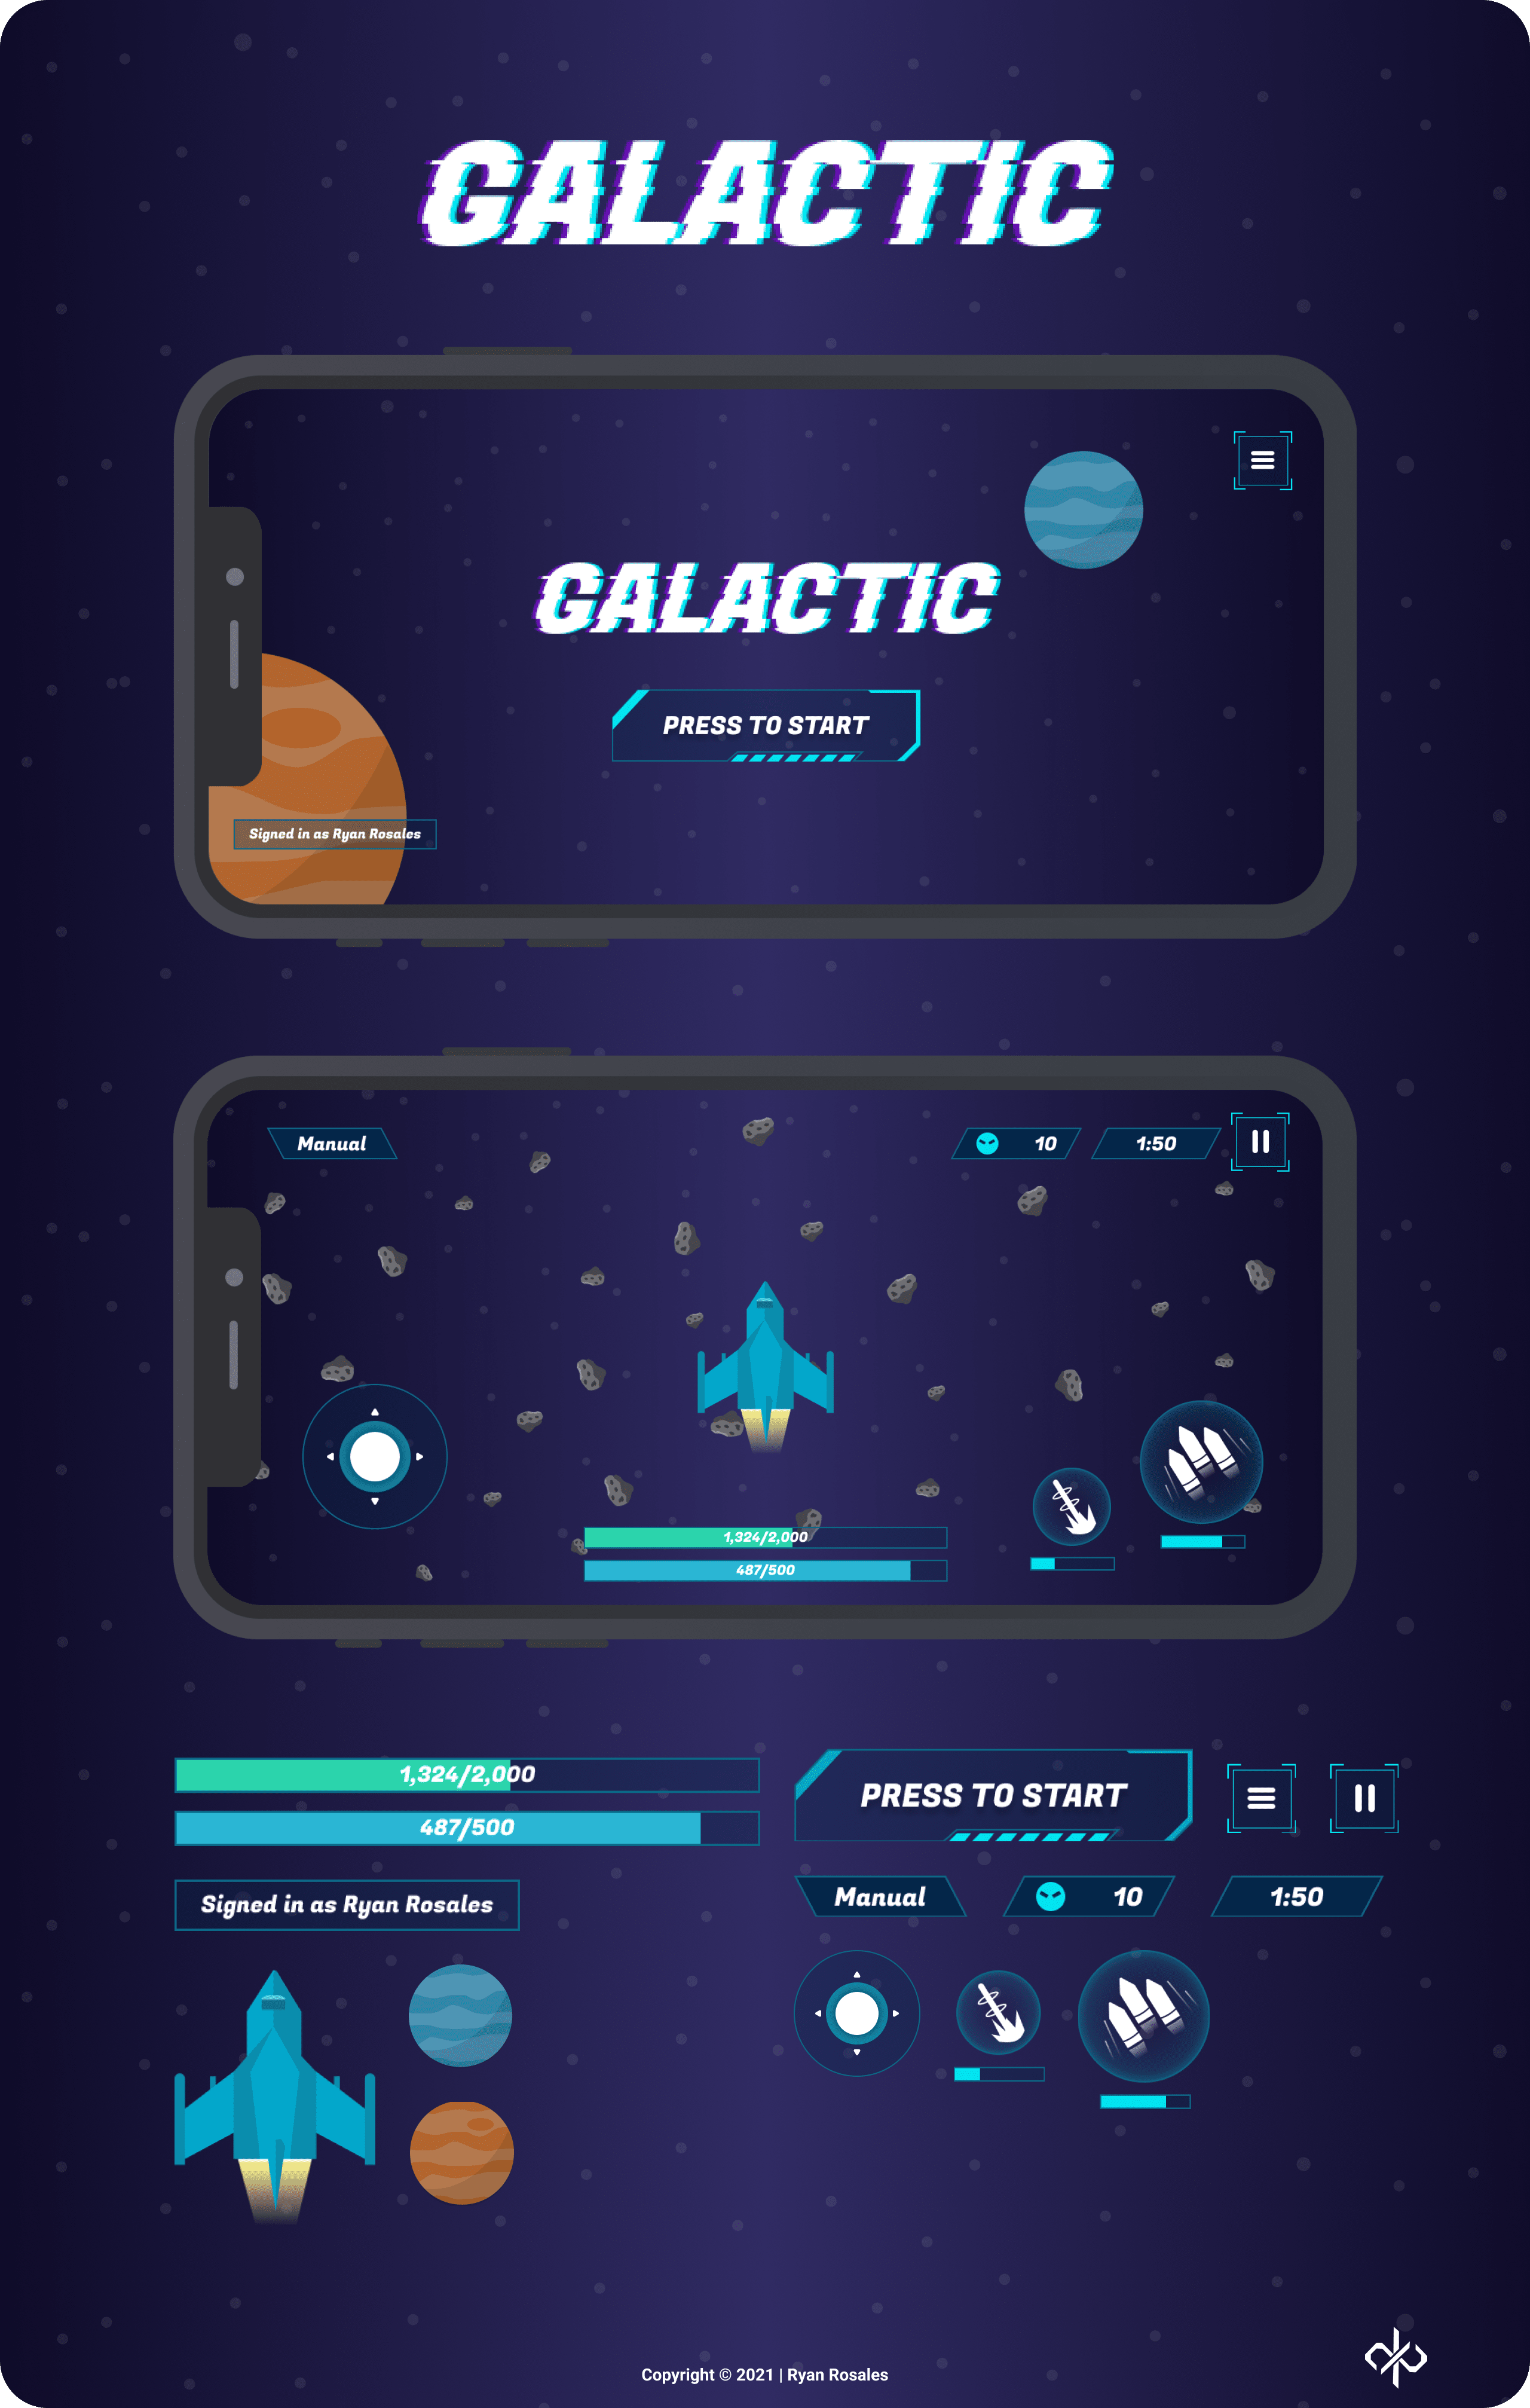 GALACTIC
GALACTIC
PRESS TO START
Signed in as Ryan Rosales
Manual
10
1:50
1,324/2,000
487/500
1,324/2,000
487/500
PRESS TO START
Signed in as Ryan Rosales
Manual
10
1:50
Copyright © 2021 | Ryan Rosales